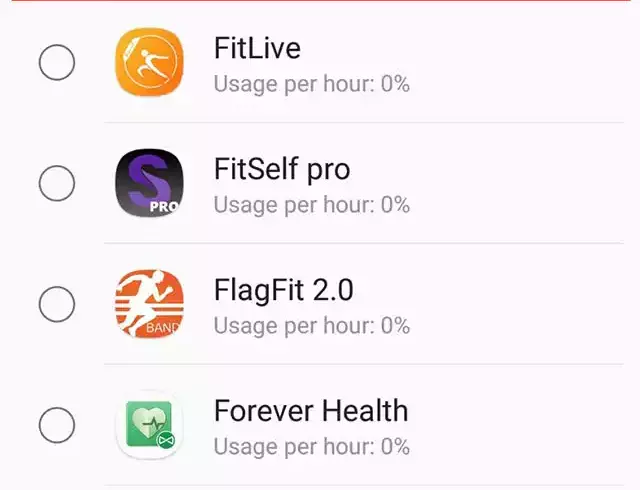 FitLive
Usage per hour: 0%
FitSelf pro
Usage per hour: 0%
S
PRO
FlagFit 2.0
Usage per hour: 0%
BAND
Forever Health
Usage per hour: 0%